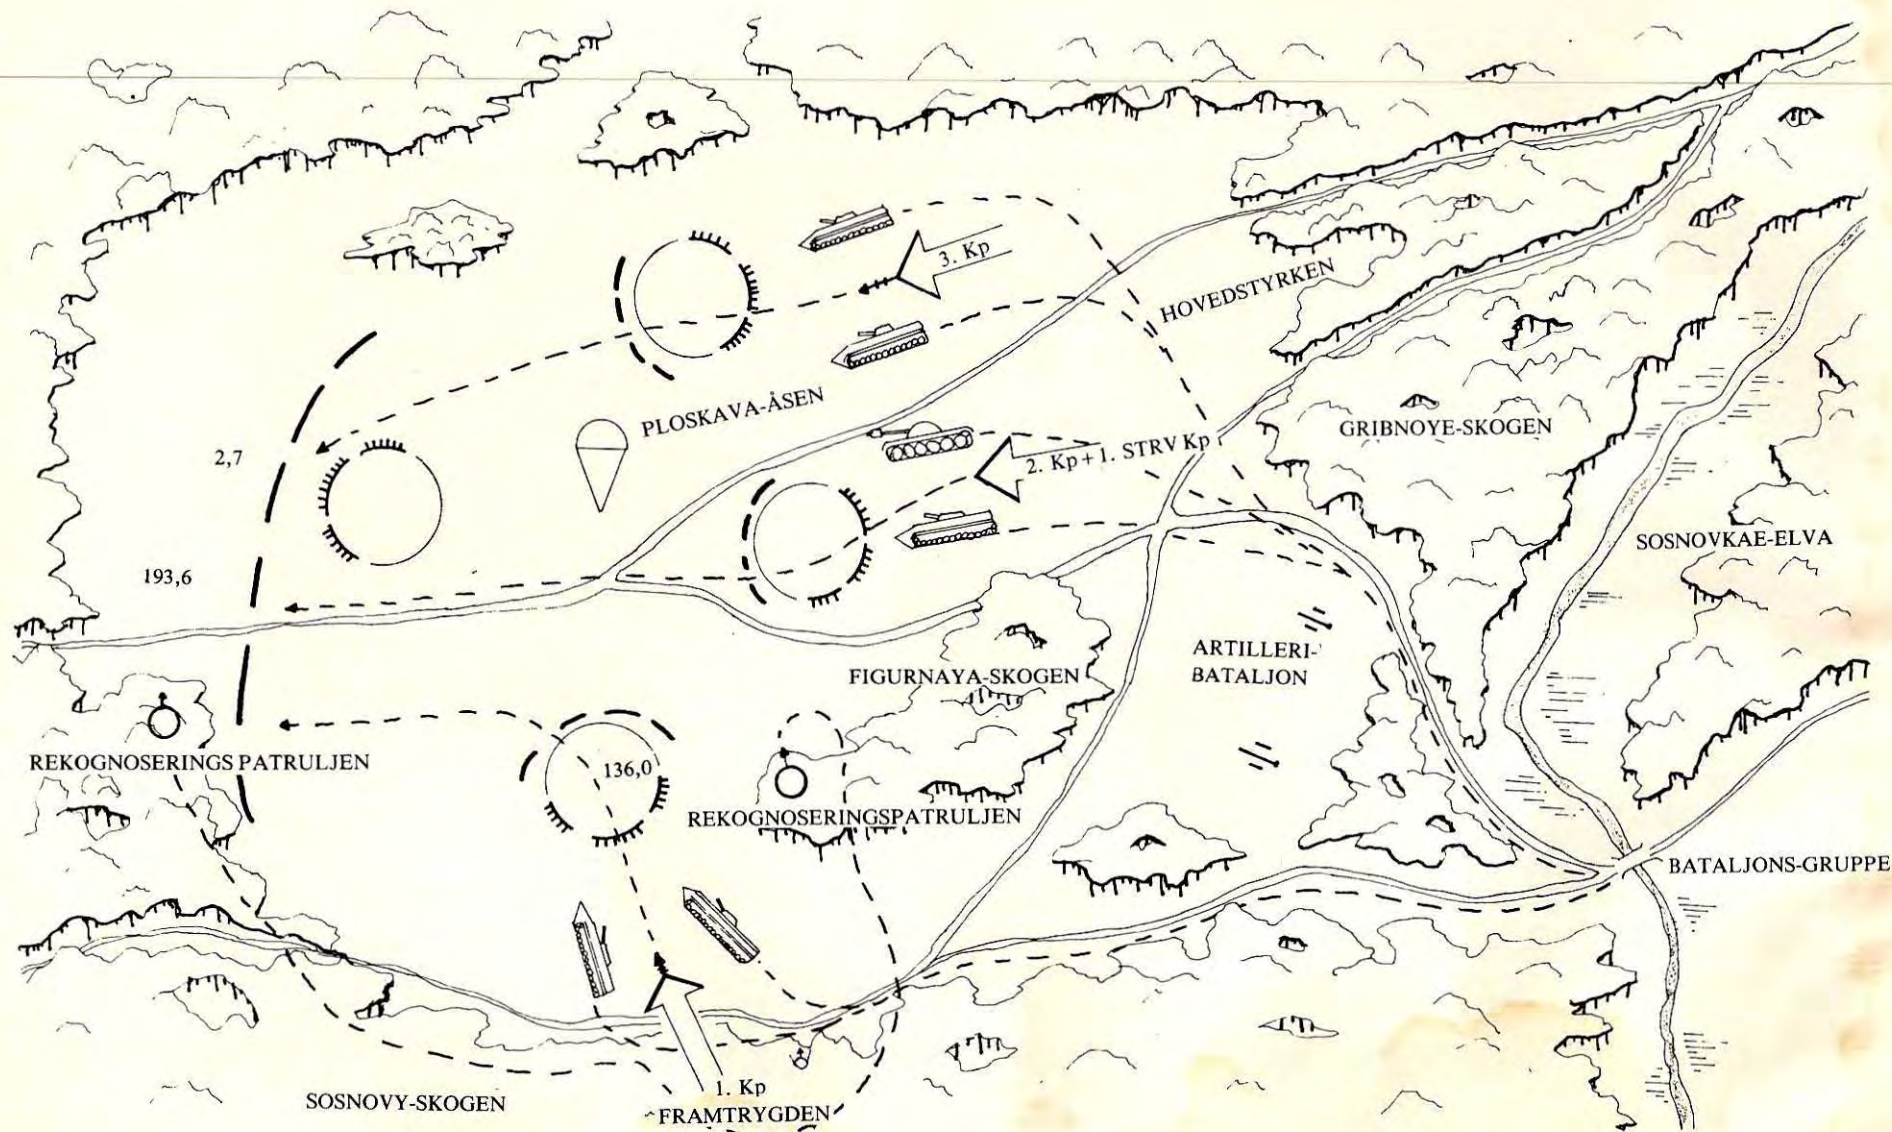 3. Kp
HOVEDSTYRKEN
PLOSKAVA-ÅSEN
GRIBNOYE-SKOGEN
2,7
2. Kp + 1. STRV Kp
SOSNOVKAE-ELVA
193,6
ARTILLERI-
BATALJON
FIGURNAYA-SKOGEN
REKOGNOSERINGS PATRULJEN
136,0
REKOGNOSERINGSPATRULJEN
BATALJONS-GRUPPE
1. Kp
SOSNOVY-SKOGEN
FRAMTRYGDEN